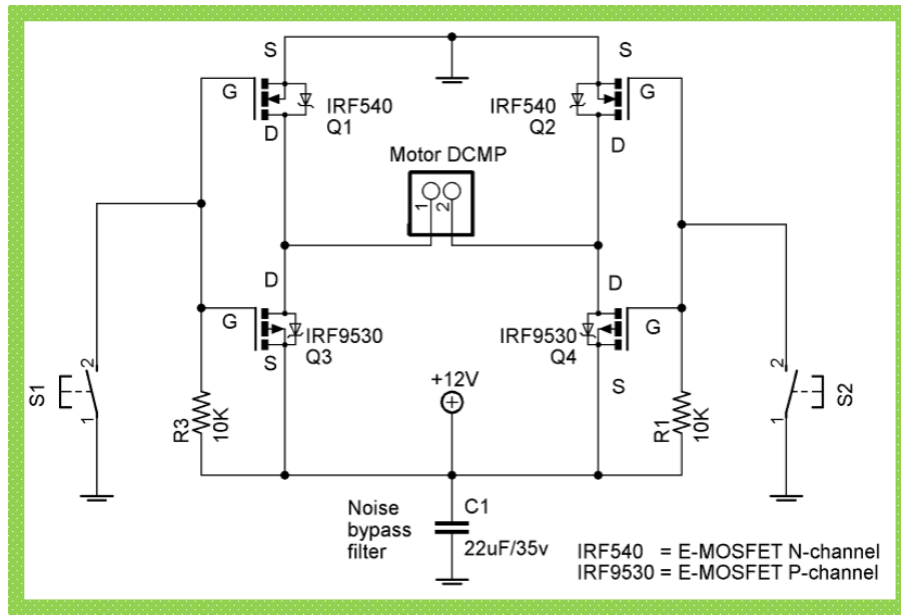 S
S
G
G
IRF540
Q1
IRF540
Q2
D
D
Motor DCMP
1
2
D
D
G
G
IRF9530
Q3
IRF9530
Q4
S
S
+12V
S1
2
1
R3
10K
R1
10K
2
1
S2
Noise
bypass
filter
C1
22uF/35v
IRF540 = E-MOSFET N-channel
IRF9530 = E-MOSFET P-channel